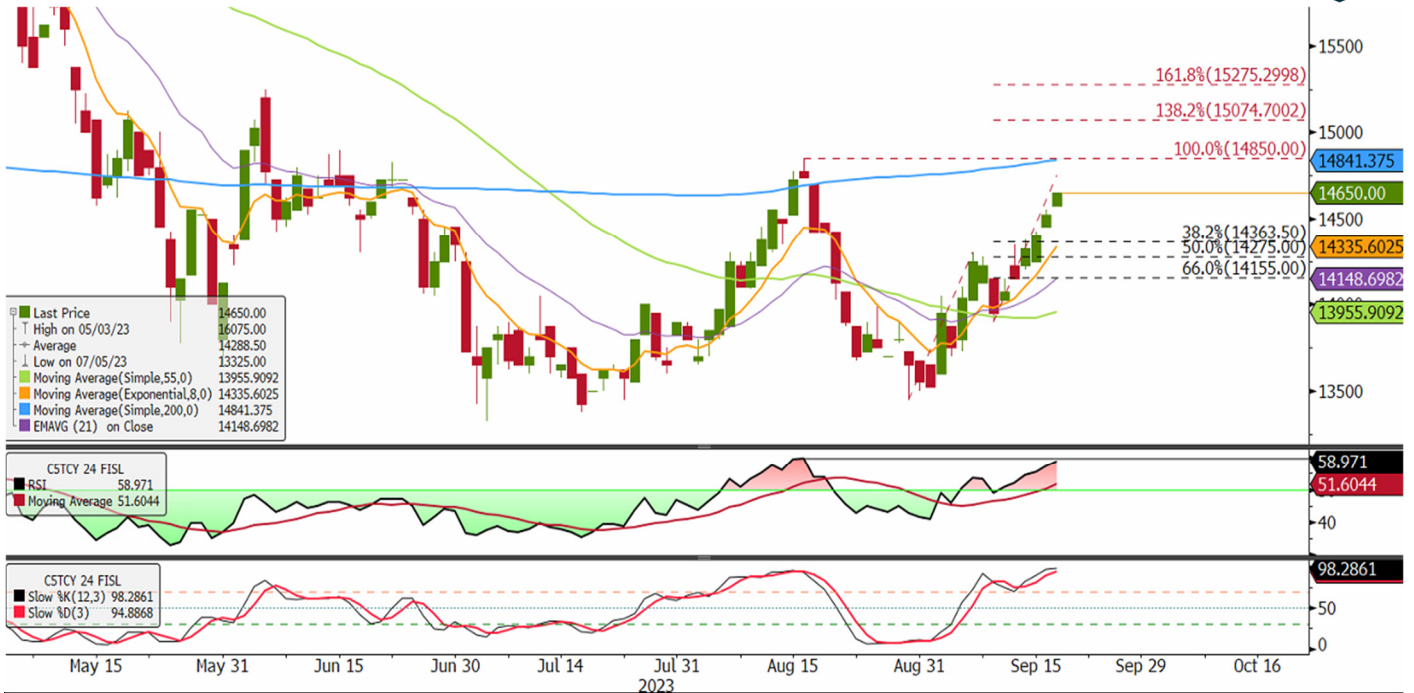 15500
161.8%(15275.2998)
138.2%(15074.7002)
15000
100.0%(14850.00)
14841.375
14650.00
14500
38.2%(14363.50)
50.0%(14275.00)
14335.6025
66.0%(14155.00)
14148.6982
14000
13955.9092
13500
Last Price 14650.00
High on 05/03/23 16075.00
Average 14288.50
Low on 07/05/23 13325.00
Moving Average(Simple,55,0) 13955.9092
Moving Average(Exponential,8,0) 14335.6025
Moving Average(Simple,200,0) 14841.375
EMAVG (21) on Close 14148.6982
C5TCY 24 FISL
RSI 58.971
Moving Average 51.6044
58.971
51.6044
40
C5TCY 24 FISL
Slow %K(12,3) 98.2861
Slow %D(3) 94.8868
98.2861
50
0
May 15 May 31 Jun 15 Jun 30 Jul 14 Jul 31 Aug 15 Aug 31 Sep 15 Sep 29 Oct 16
2023